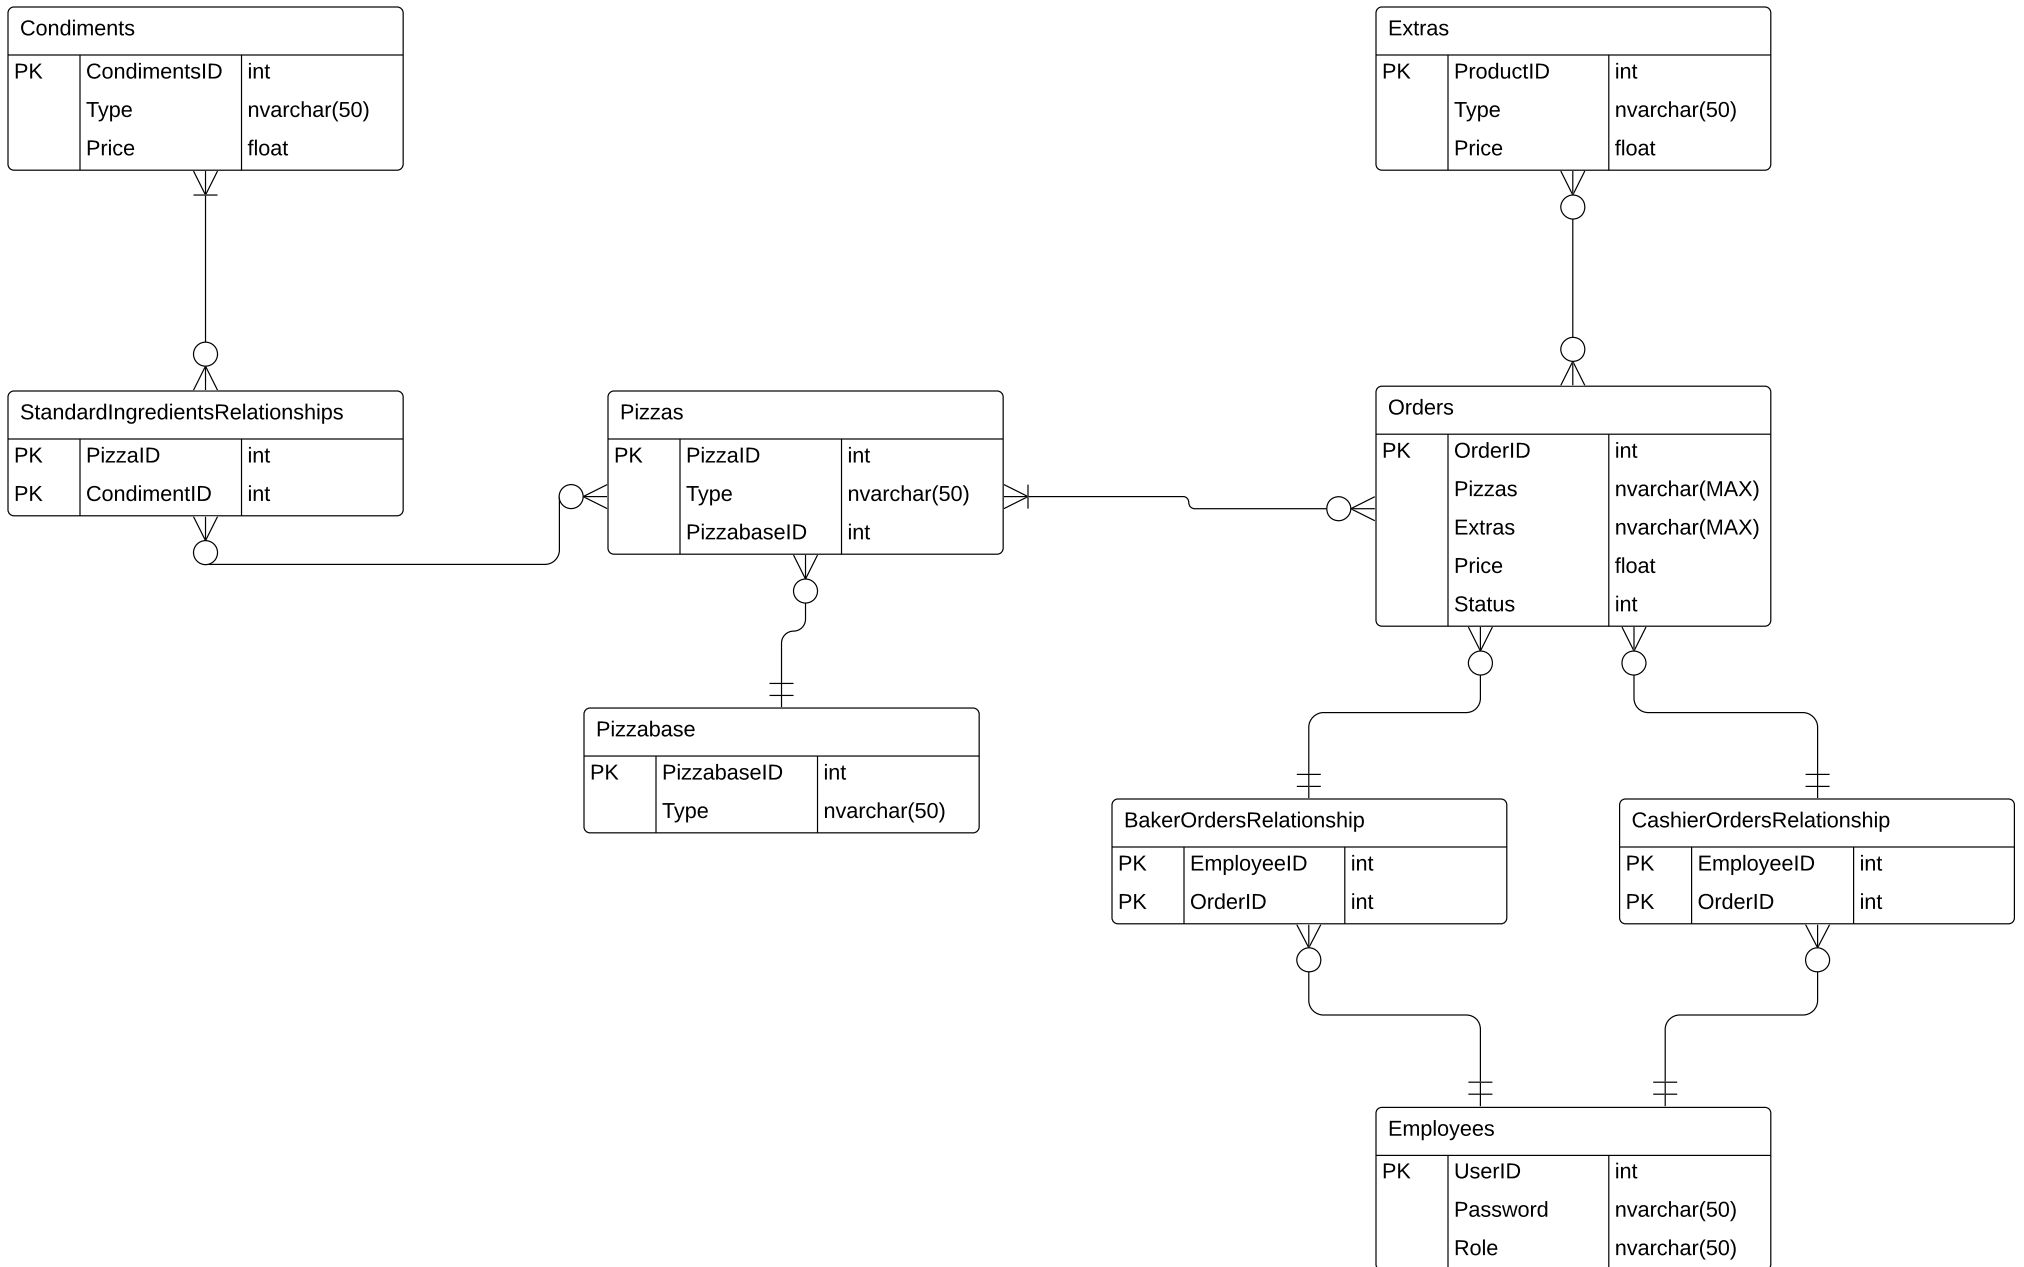 Condiments
PK CondimentsID int
Type nvarchar(50)
Price float
Extras
PK ProductID int
Type nvarchar(50)
Price float
StandardIngredientsRelationships
PK PizzaID int
PK CondimentID int
Pizzas
PK PizzaID int
Type nvarchar(50)
PizzabaseID int
Orders
PK OrderID int
Pizzas nvarchar(MAX)
Extras nvarchar(MAX)
Price float
Status int
Pizzabase
PK PizzabaseID int
Type nvarchar(50)
BakerOrdersRelationship
PK EmployeeID int
PK OrderID int
CashierOrdersRelationship
PK EmployeeID int
PK OrderID int
Employees
PK UserID int
Password nvarchar(50)
Role nvarchar(50)